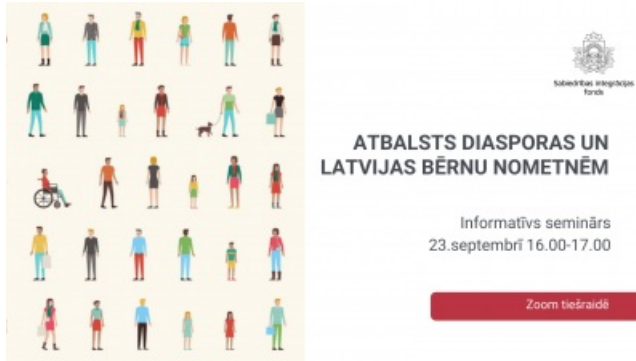 Sabiedrības integrācijas
fonds
ATBALSTS DIASPORAS UN
LATVIJAS BĒRNU NOMETNĒM
Informatīvs seminārs
23.septembrī 16.00-17.00
Zoom tiešraidē